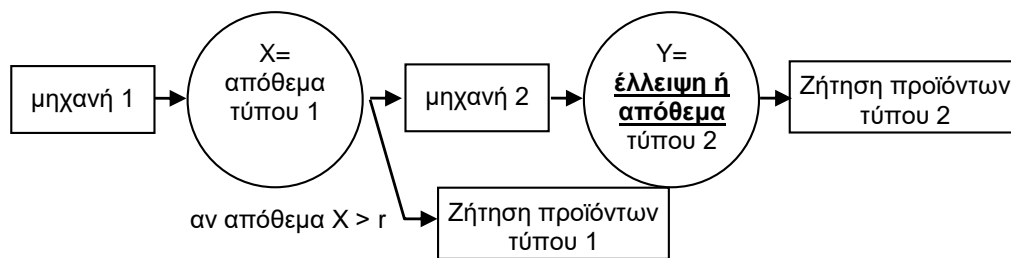 μηχανή 1
X=
απόθεμα
τύπου 1
μηχανή 2
Y=
έλλειψη ή
απόθεμα
τύπου 2
Ζήτηση προϊόντων
τύπου 2
αν απόθεμα X > r
Ζήτηση προϊόντων
τύπου 1